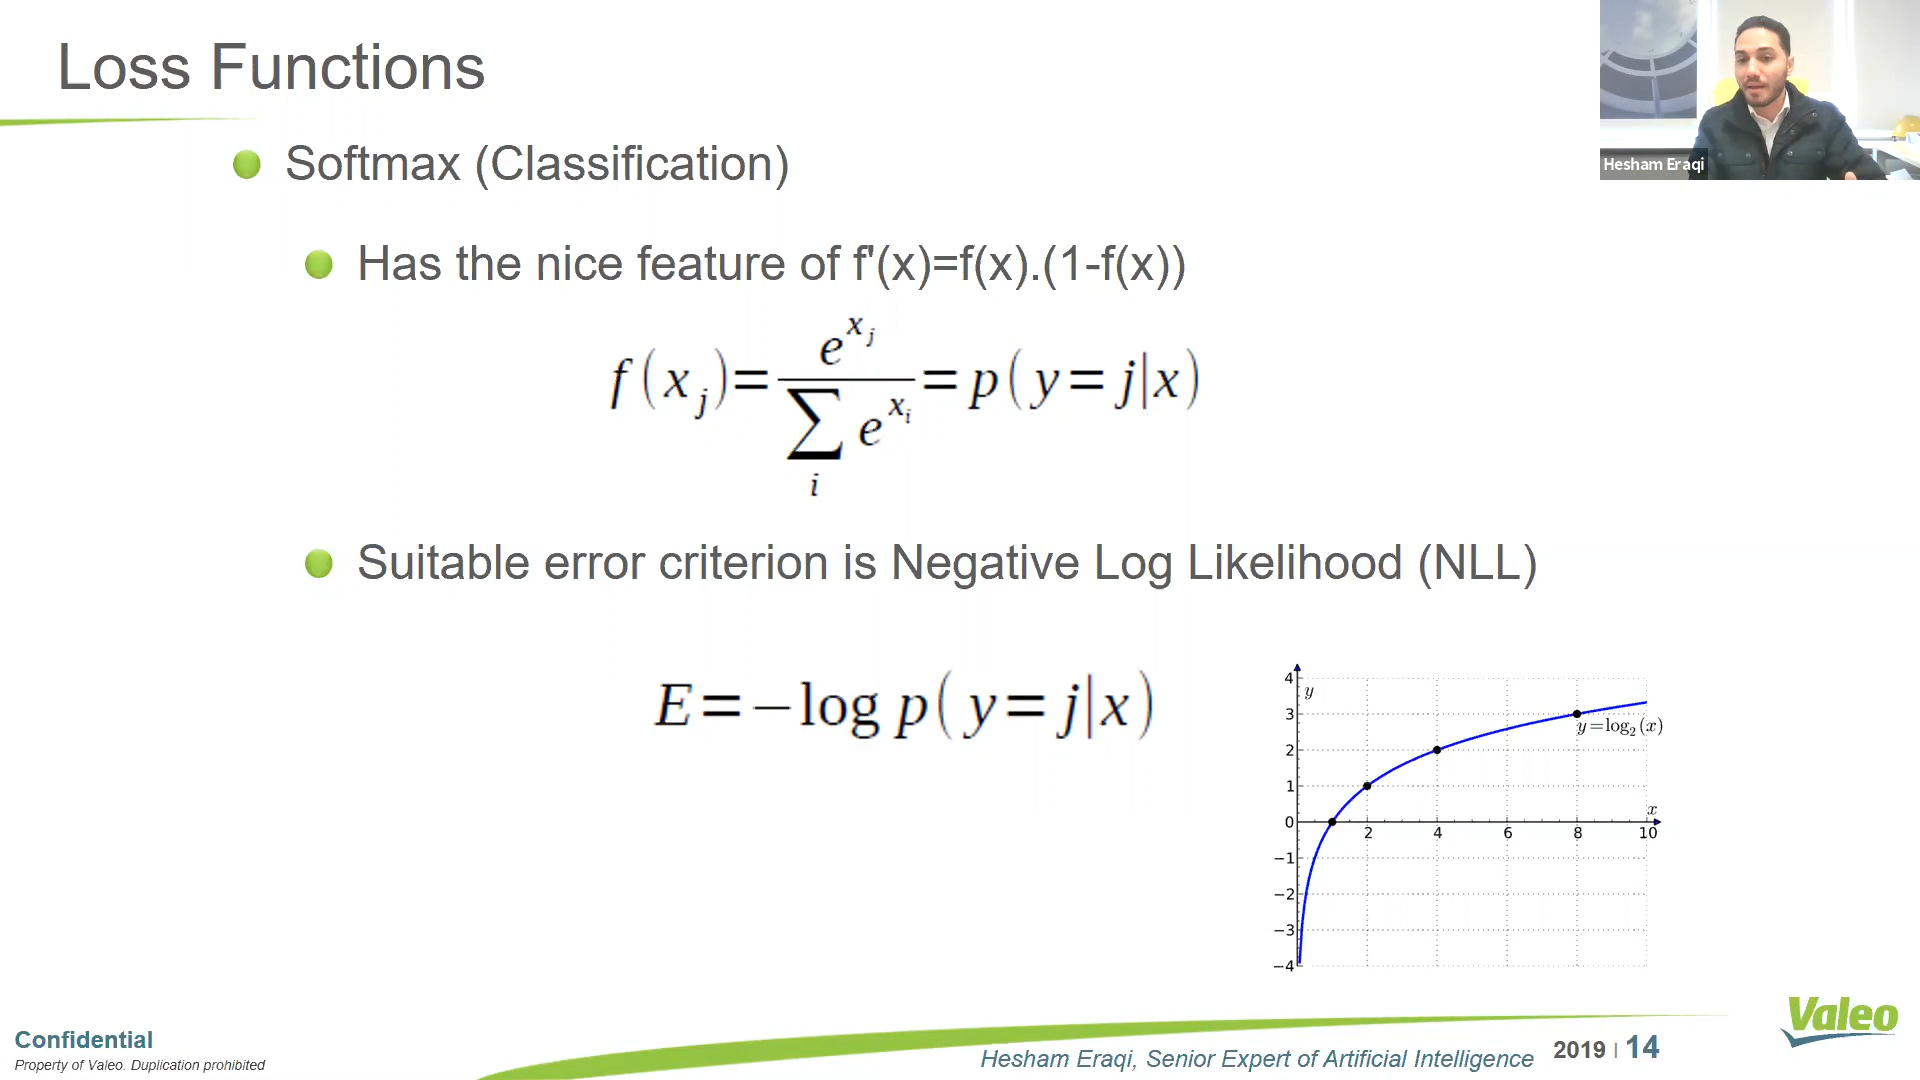 Loss Functions
Hesham Eraqi
Softmax (Classification)
Has the nice feature of f'(x)=f(x).(1-f(x))
f(x_j)=e^{x_j}/∑_i e^{x_i}=p(y=j|x)
Suitable error criterion is Negative Log Likelihood (NLL)
E=−log p(y=j|x)
4
y
3
y=log₂(x)
2
1
x
0
2 4 6 8 10
−1
−2
−3
−4
Valeo
Confidential
Property of Valeo. Duplication prohibited
Hesham Eraqi, Senior Expert of Artificial Intelligence
2019 | 14